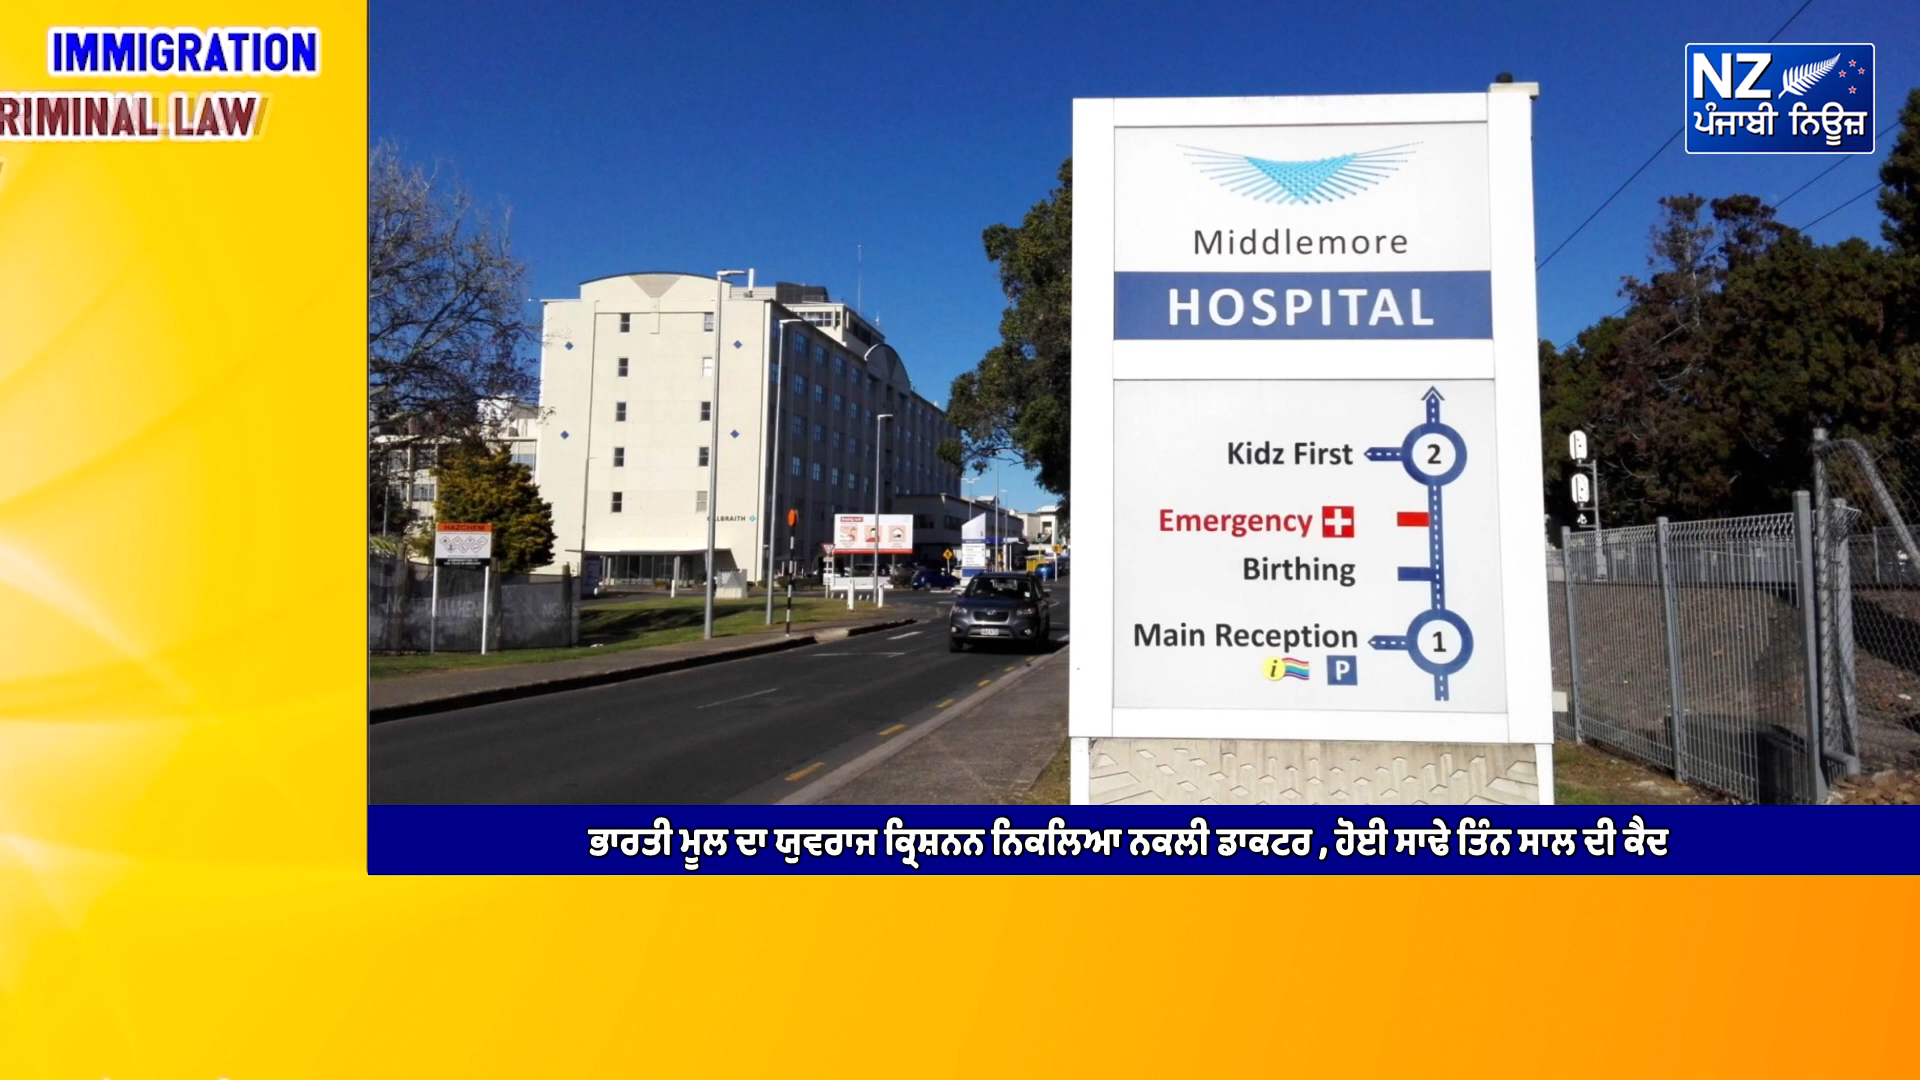 IMMIGRATION
RIMINAL LAW
NZ
ਪੰਜਾਬੀ ਨਿਊਜ਼
Middlemore
HOSPITAL
Kidz First
2
Emergency
Birthing
Main Reception
1
i
P
HAZCHEM
ਭਾਰਤੀ ਮੂਲ ਦਾ ਯੁਵਰਾਜ ਕ੍ਰਿਸ਼ਨਨ ਨਿਕਲਿਆ ਨਕਲੀ ਡਾਕਟਰ , ਹੋਈ ਸਾਢੇ ਤਿੰਨ ਸਾਲ ਦੀ ਕੈਦ